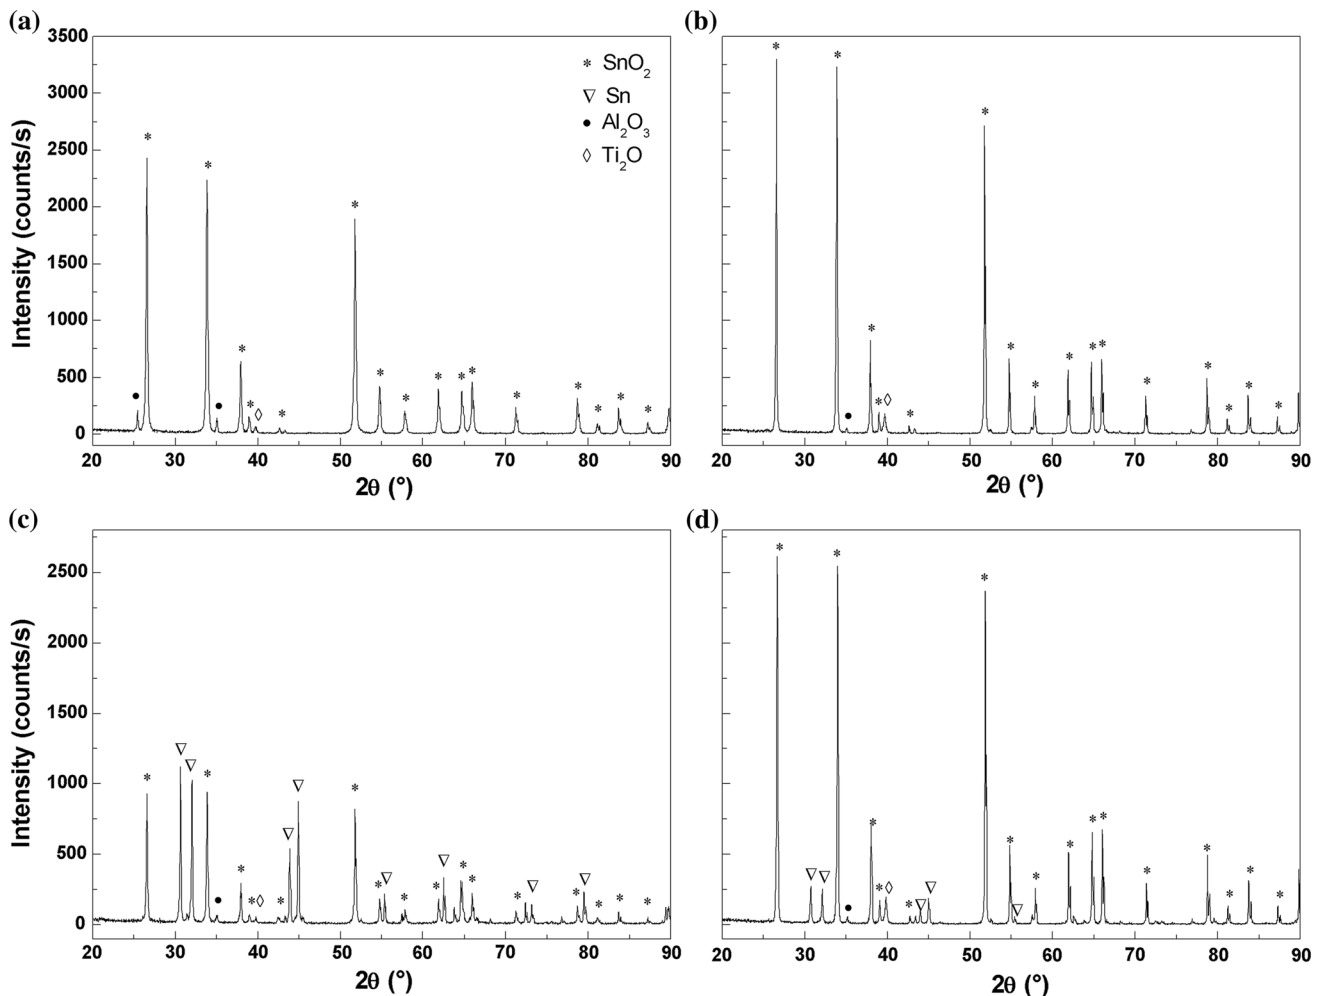 (a)
3500
3000
2500
2000
1500
1000
500
0
Intensity (counts/s)
* SnO₂
▽ Sn
● Al₂O₃
◊ Ti₂O
20 30 40 50 60 70 80 90
2θ (°)
(b)
20 30 40 50 60 70 80 90
2θ (°)
(c)
2500
2000
1500
1000
500
0
Intensity (counts/s)
20 30 40 50 60 70 80 90
2θ (°)
(d)
20 30 40 50 60 70 80 90
2θ (°)